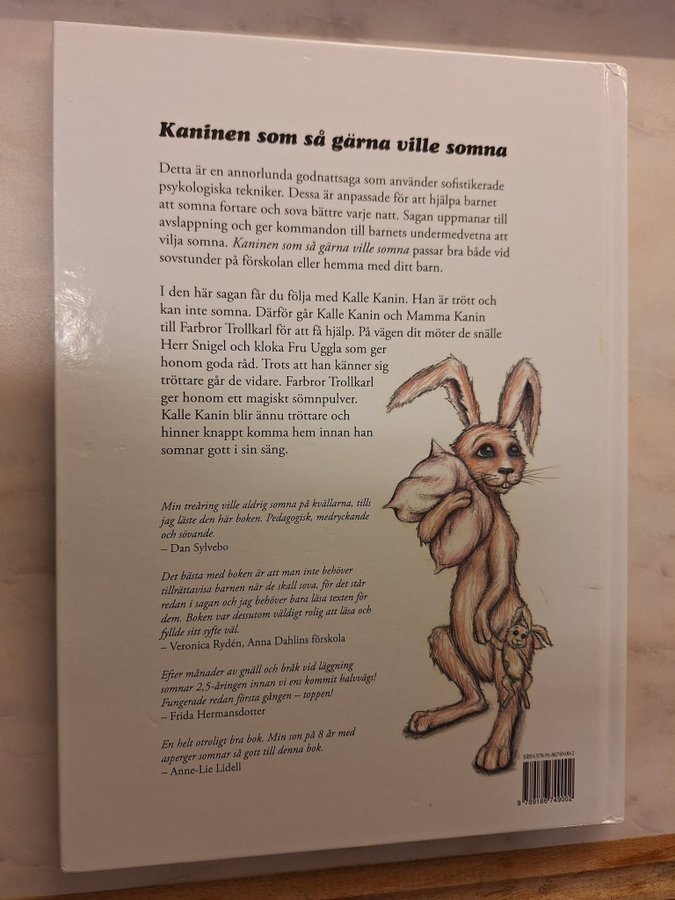 Kaninen som så gärna ville somna
Detta är en annorlunda godnattsaga som använder sofistikerade
psykologiska tekniker. Dessa är anpassade för att hjälpa barnet
att somna fortare och sova bättre varje natt. Sagan uppmanar till
avslappning och ger kommandon till barnets undermedvetna att
vilja somna. Kaninen som så gärna ville somna passar bra både vid
sovstunder på förskolan eller hemma med ditt barn.
I den här sagan får du följa med Kalle Kanin. Han är trött och
kan inte somna. Därför går Kalle Kanin och Mamma Kanin
till Farbror Trollkarl för att få hjälp. På vägen dit möter de snälle
Herr Snigel och kloka Fru Uggla som ger
honom goda råd. Trots att han känner sig
tröttare går de vidare. Farbror Trollkarl
ger honom ett magiskt sömnpulver.
Kalle Kanin blir ännu tröttare och
hinner knappt komma hem innan han
somnar gott i sin säng.
Min treåring ville aldrig somna på kvällarna, tills
jag läste den här boken. Pedagogisk, medryckande
och sövande.
– Dan Sylvebo
Det bästa med boken är att man inte behöver
tillrättavisa barnen när de skall sova, för det står
redan i sagan och jag behöver bara läsa texten för
dem. Boken var dessutom väldigt rolig att läsa och
fyllde sitt syfte väl.
– Veronica Rydén, Anna Dahlins förskola
Efter månader av gnäll och bråk vid läggning
somnar 2,5-åringen innan vi ens kommit halvvägs!
Fungerade redan första gången – toppen!
– Frida Hermansdotter
En helt otroligt bra bok. Min son på 8 år med
asperger somnar så gott till denna bok.
– Anne-Lie Lidell
ISBN:978-91-86749-00-2
9 789186 749002